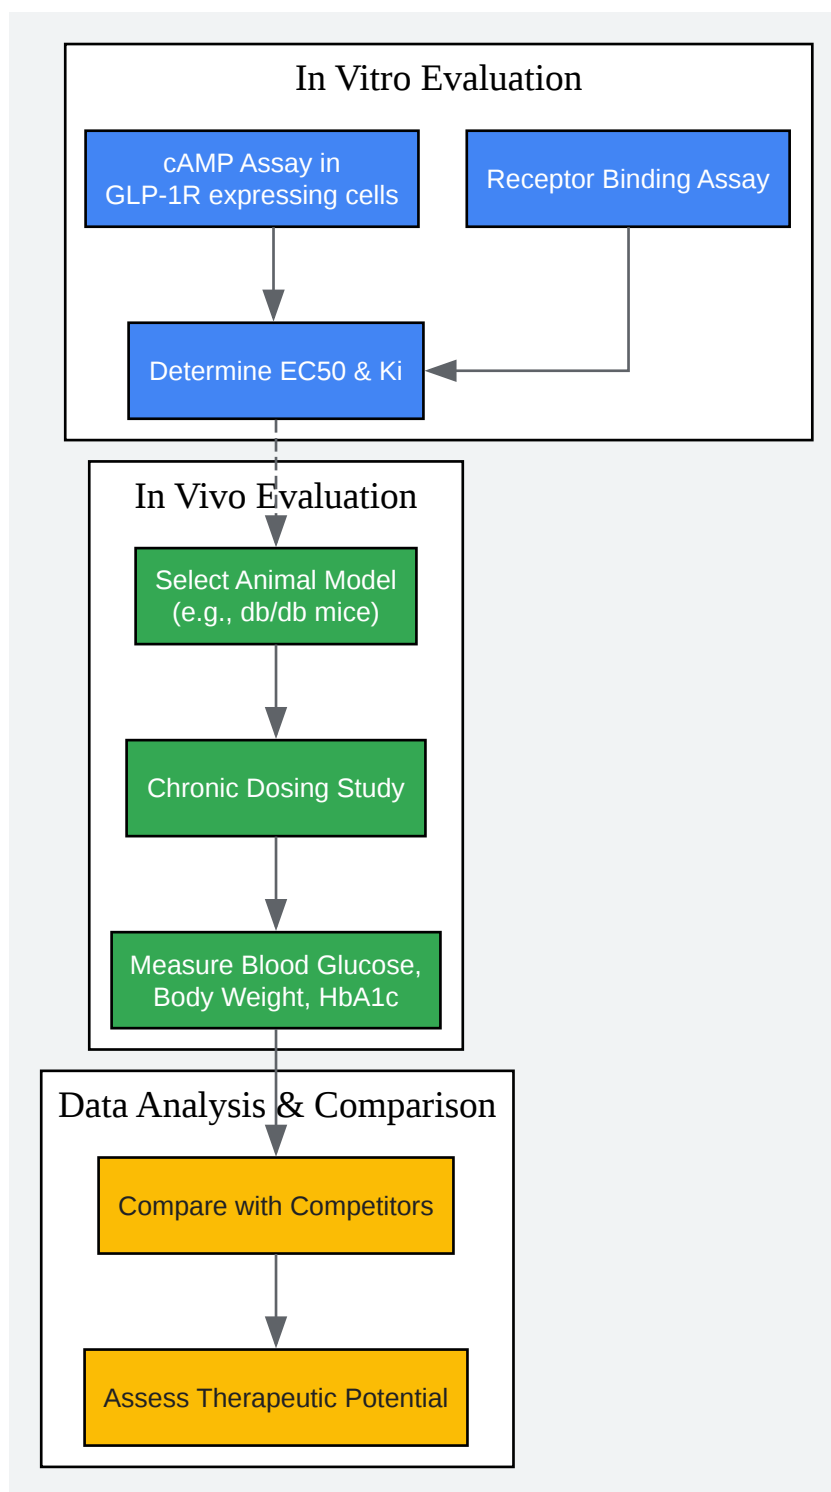 In Vitro Evaluation
cAMP Assay in
GLP-1R expressing cells
Receptor Binding Assay
Determine EC50 & Ki
In Vivo Evaluation
Select Animal Model
(e.g., db/db mice)
Chronic Dosing Study
Measure Blood Glucose,
Body Weight, HbA1c
Data Analysis & Comparison
Compare with Competitors
Assess Therapeutic Potential